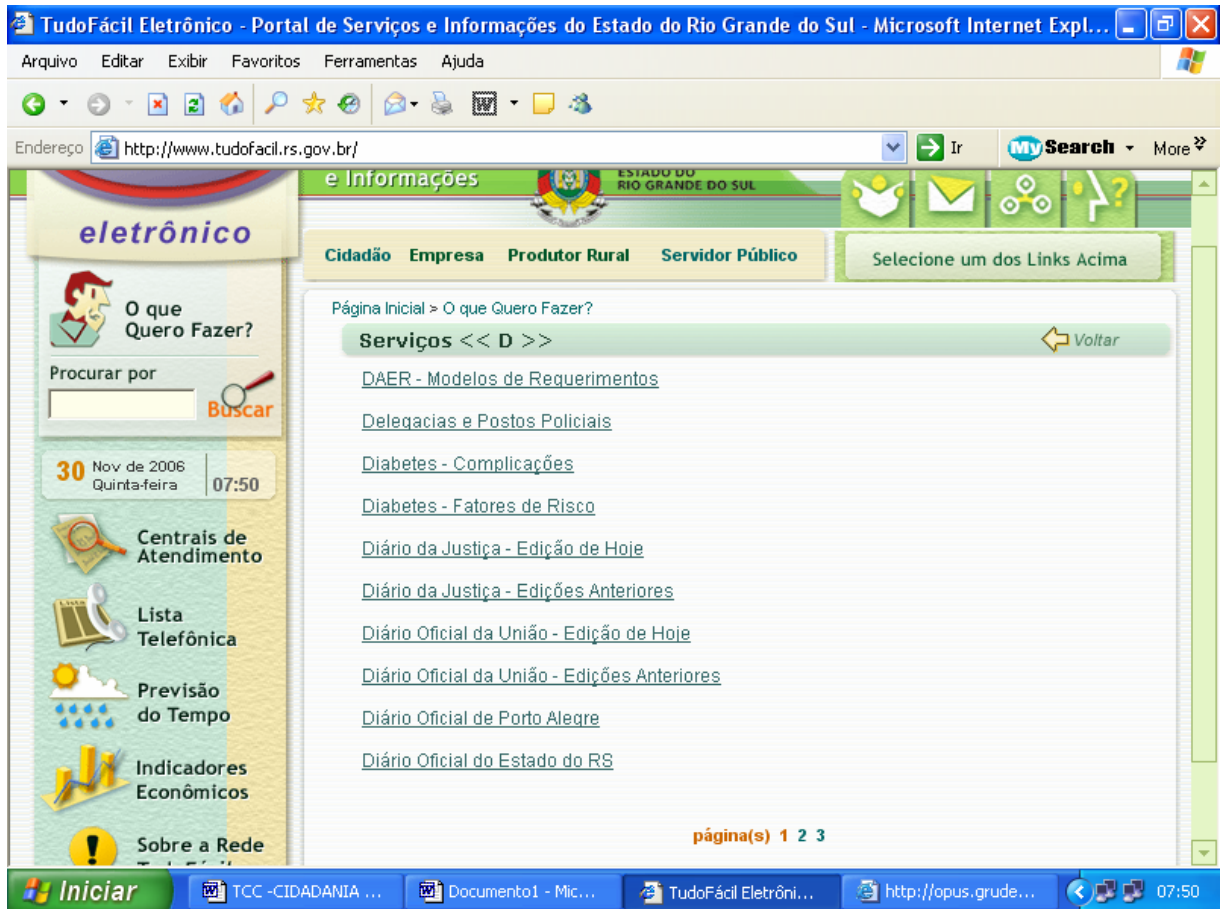 TudoFácil Eletrônico - Portal de Serviços e Informações do Estado do Rio Grande do Sul - Microsoft Internet Expl...
Arquivo Editar Exibir Favoritos Ferramentas Ajuda
Endereço http://www.tudofacil.rs.gov.br/ Ir My Search More
e Informações
ESTADO DO
RIO GRANDE DO SUL
eletrônico
Cidadão Empresa Produtor Rural Servidor Público
Selecione um dos Links Acima
O que
Quero Fazer?
Procurar por
Buscar
30 Nov de 2006
Quinta-feira
07:50
Centrais de
Atendimento
Lista
Telefônica
Previsão
do Tempo
Indicadores
Econômicos
Sobre a Rede
Página Inicial > O que Quero Fazer?
Serviços << D >>
Voltar
DAER - Modelos de Requerimentos
Delegacias e Postos Policiais
Diabetes - Complicações
Diabetes - Fatores de Risco
Diário da Justiça - Edição de Hoje
Diário da Justiça - Edições Anteriores
Diário Oficial da União - Edição de Hoje
Diário Oficial da União - Edições Anteriores
Diário Oficial de Porto Alegre
Diário Oficial do Estado do RS
página(s) 1 2 3
Iniciar TCC -CIDADANIA ... Documento1 - Mic... TudoFácil Eletrôni... http://opus.grude... 07:50